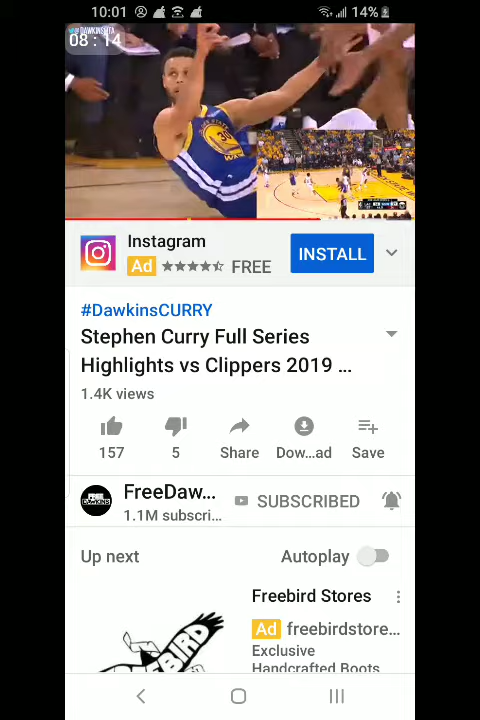 10:01
14%
@DAWKINSMTA
08 : 14
Instagram
Ad FREE
INSTALL
#DawkinsCURRY
Stephen Curry Full Series
Highlights vs Clippers 2019 ...
1.4K views
157 5 Share Dow...ad Save
FreeDaw...
SUBSCRIBED
1.1M subscri...
Up next Autoplay
Freebird Stores
Ad freebirdstore...
Exclusive
Handcrafted Boots